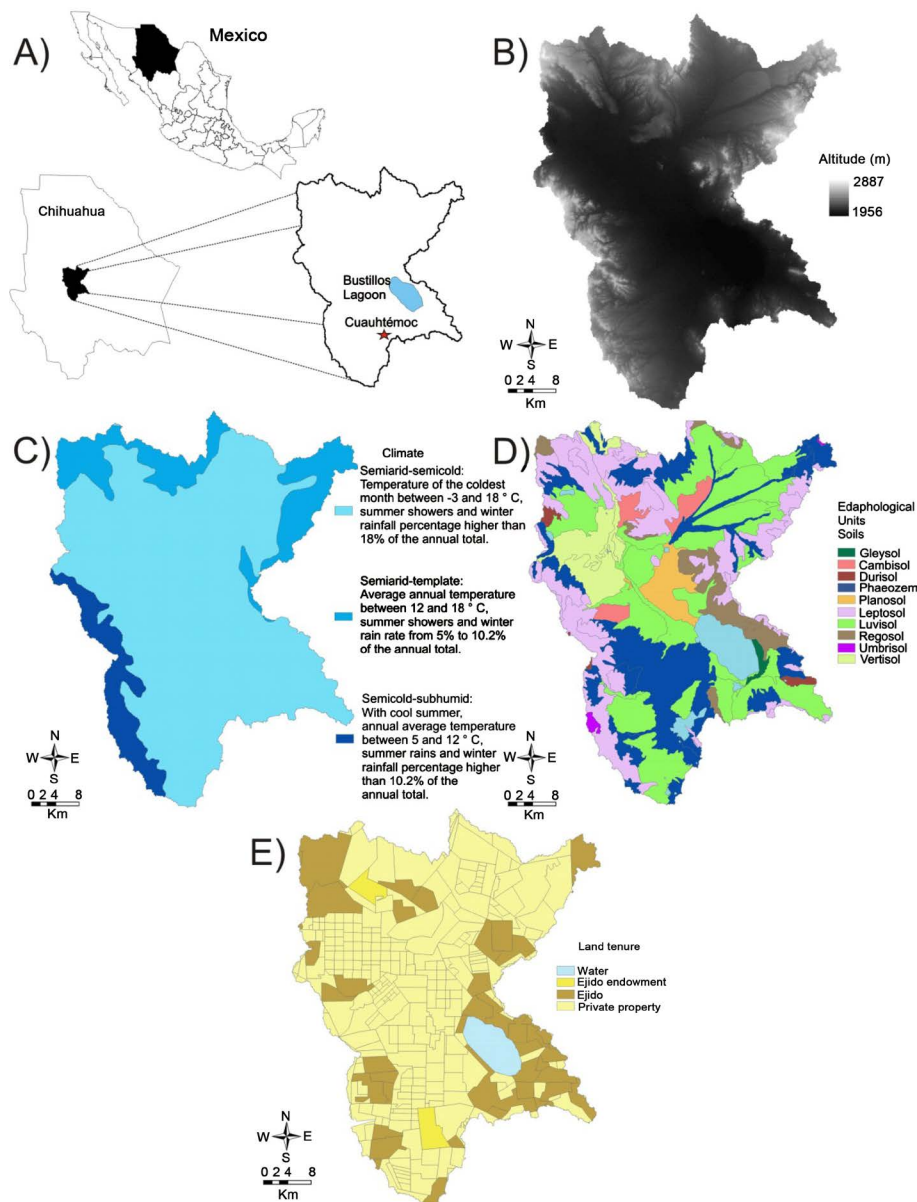 A)
Mexico
Chihuahua
Bustillos
Lagoon
Cuauhtémoc
B)
Altitude (m)
2887
1956
N
W E
S
0 2 4 8
Km
C)
Climate
Semiarid-semicold:
Temperature of the coldest
month between -3 and 18 ° C,
summer showers and winter
rainfall percentage higher than
18% of the annual total.
Semiarid-template:
Average annual temperature
between 12 and 18 ° C,
summer showers and winter
rain rate from 5% to 10.2%
of the annual total.
Semicold-subhumid:
With cool summer,
annual average temperature
between 5 and 12 ° C,
summer rains and winter
rainfall percentage higher
than 10.2% of the
annual total.
N
W E
S
0 2 4 8
Km
D)
Edaphological
Units
Soils
Gleysol
Cambisol
Durisol
Phaeozem
Planosol
Leptosol
Luvisol
Regosol
Umbrisol
Vertisol
N
W E
S
0 2 4 8
Km
E)
Land tenure
Water
Ejido endowment
Ejido
Private property
N
W E
S
0 2 4 8
Km